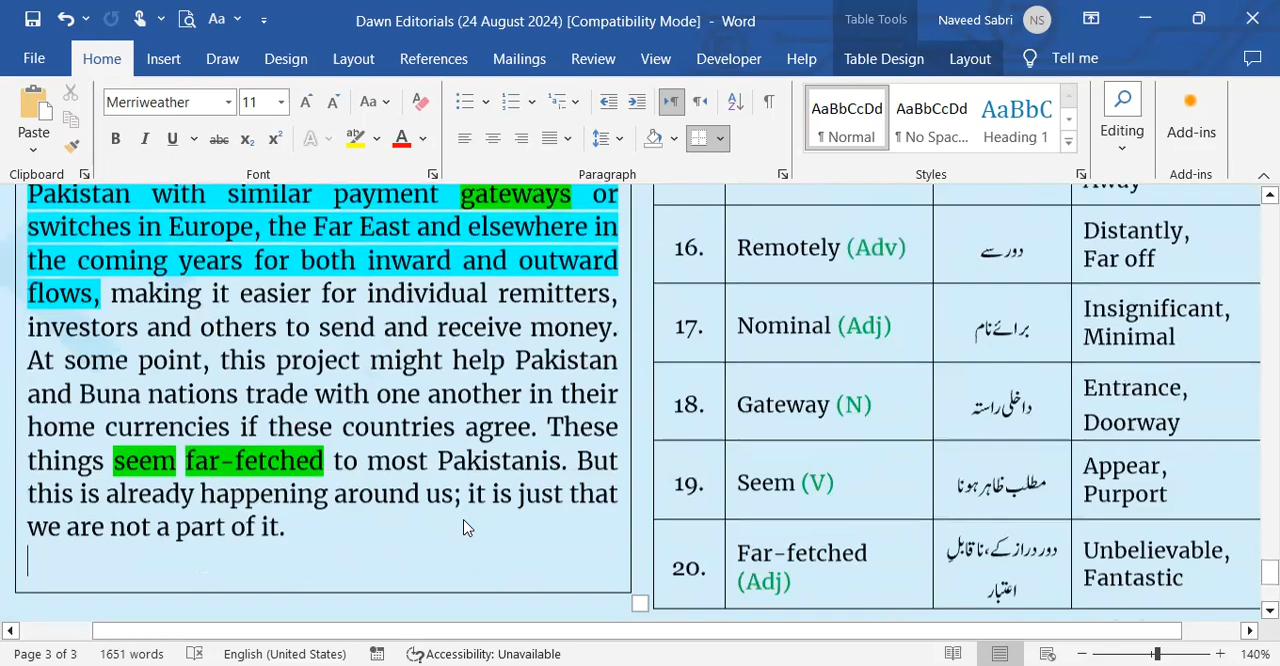 Dawn Editorials (24 August 2024) [Compatibility Mode] - Word
Table Tools
Naveed Sabri
NS
File
Home
Insert
Draw
Design
Layout
References
Mailings
Review
View
Developer
Help
Table Design
Layout
Tell me
Paste
Clipboard
Merriweather
11
Font
Paragraph
AaBbCcDd
¶ Normal
AaBbCcDd
¶ No Spac...
AaBbC
Heading 1
Styles
Editing
Add-ins
Add-ins
Pakistan with similar payment gateways or
switches in Europe, the Far East and elsewhere in
the coming years for both inward and outward
flows, making it easier for individual remitters,
investors and others to send and receive money.
At some point, this project might help Pakistan
and Buna nations trade with one another in their
home currencies if these countries agree. These
things seem far-fetched to most Pakistanis. But
this is already happening around us; it is just that
we are not a part of it.
Away
16. Remotely (Adv) دور سے Distantly,
Far off
17. Nominal (Adj) برائے نام Insignificant,
Minimal
18. Gateway (N) داخلی راستہ Entrance,
Doorway
19. Seem (V) مطلب ظاہر ہونا Appear,
Purport
20. Far-fetched (Adj) دور دراز کے، ناقابلِ اعتبار Unbelievable,
Fantastic
Page 3 of 3
1651 words
English (United States)
Accessibility: Unavailable
140%